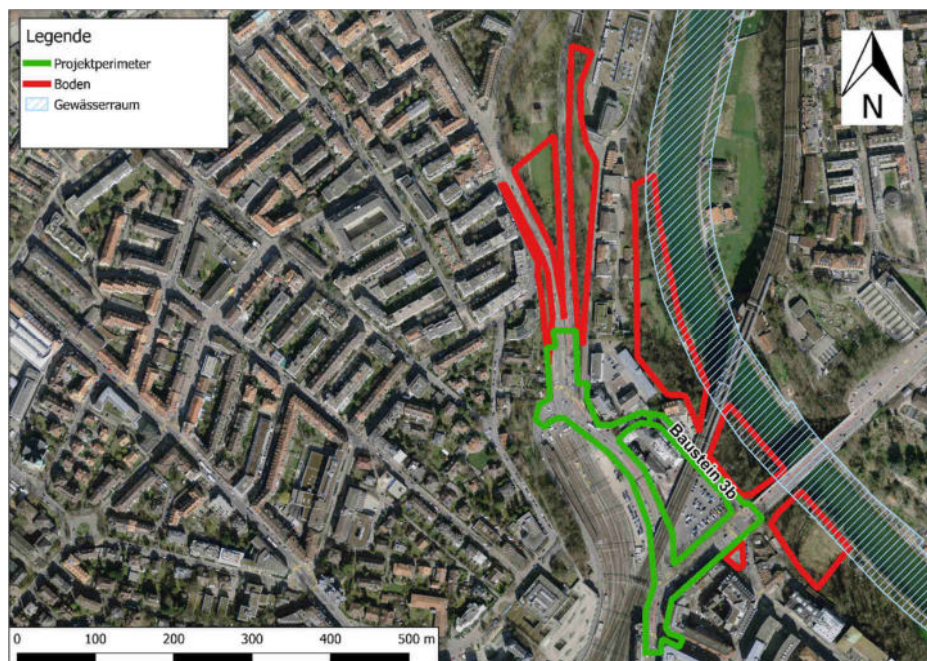 Legende
Projektperimeter
Boden
Gewässerraum
N
Baustein 3b
0 100 200 300 400 500 m